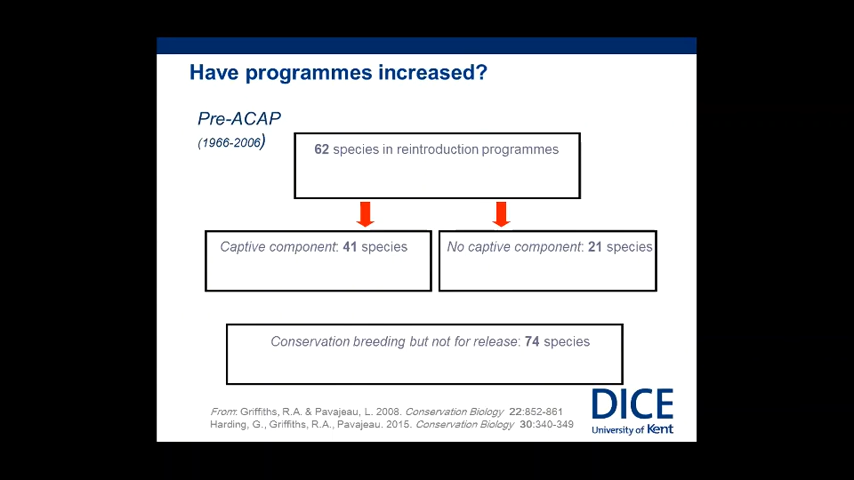 Have programmes increased?
Pre-ACAP
(1966-2006)
62 species in reintroduction programmes
Captive component: 41 species
No captive component: 21 species
Conservation breeding but not for release: 74 species
From: Griffiths, R.A. & Pavajeau, L. 2008. Conservation Biology 22:852-861
Harding, G., Griffiths, R.A., Pavajeau. 2015. Conservation Biology 30:340-349
DICE
University of Kent